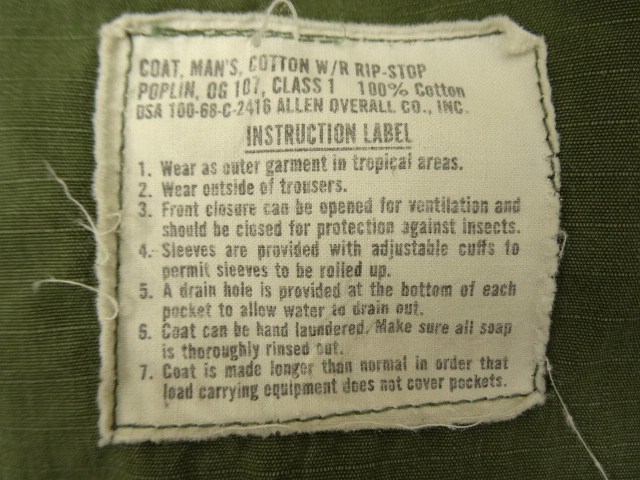 COAT, MAN'S, COTTON W/R RIP-STOP
POPLIN, OG 107, CLASS 1 100% Cotton
DSA 100-68-C-2416 ALLEN OVERALL CO., INC.
INSTRUCTION LABEL
1. Wear as outer garment in tropical areas.
2. Wear outside of trousers.
3. Front closure can be opened for ventilation and
should be closed for protection against insects.
4. Sleeves are provided with adjustable cuffs to
permit sleeves to be rolled up.
5. A drain hole is provided at the bottom of each
pocket to allow water to drain out.
6. Coat can be hand laundered. Make sure all soap
is thoroughly rinsed out.
7. Coat is made longer than normal in order that
load carrying equipment does not cover pockets.